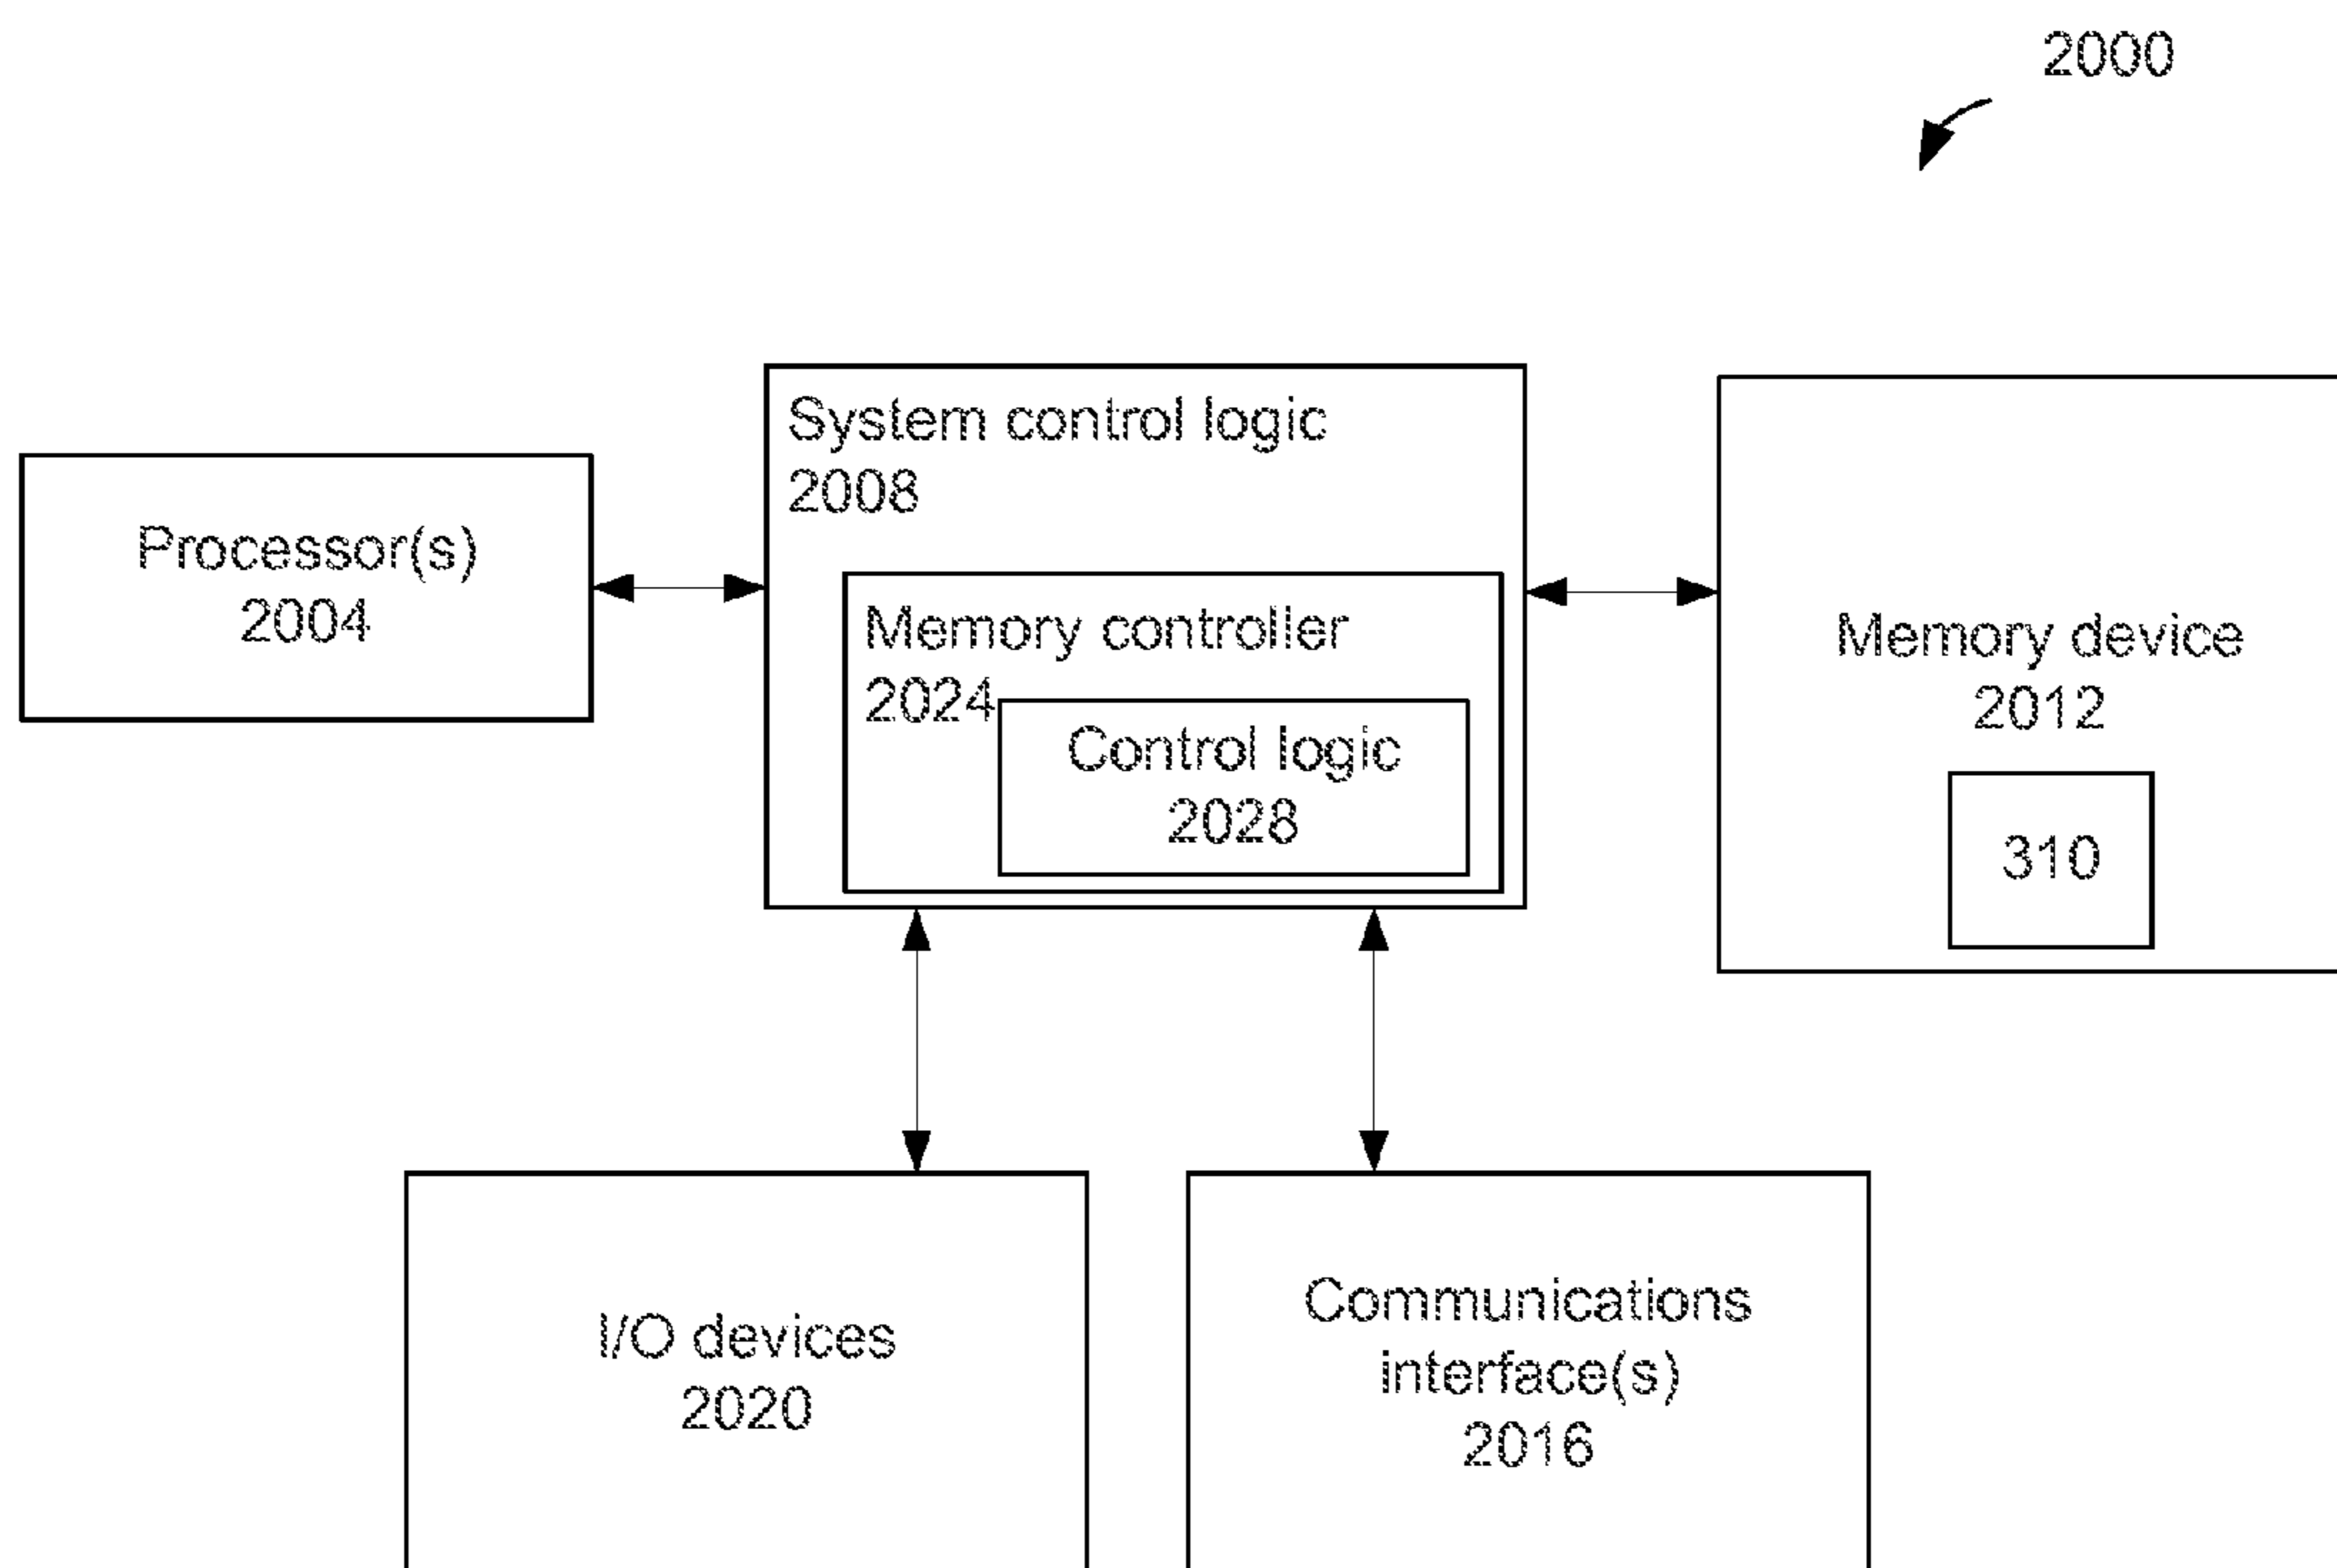 2000
System control logic
2008
Processor(s)
2004
Memory controller
2024
Control logic
2028
Memory device
2012
310
I/O devices
2020
Communications
interface(s)
2016